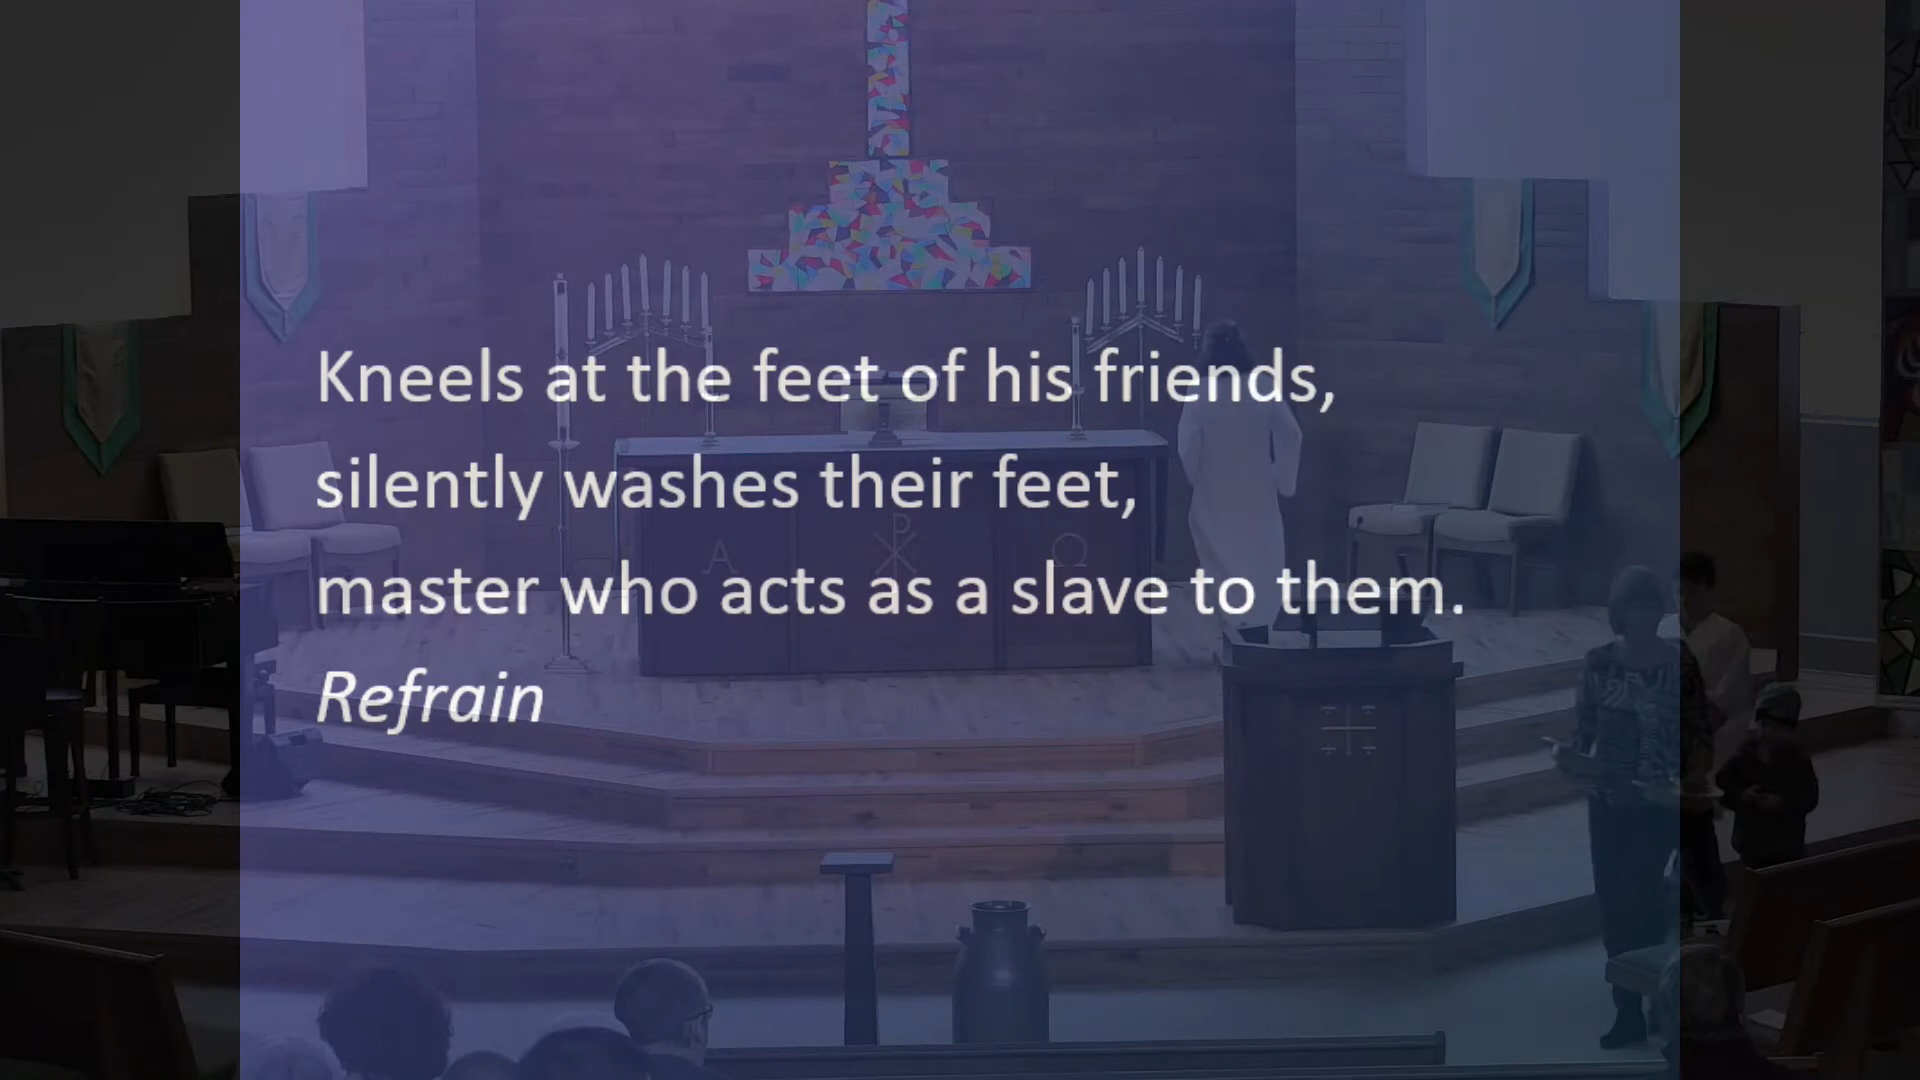 Kneels at the feet of his friends,
silently washes their feet,
master who acts as a slave to them.
Refrain
Α
☧
Ω